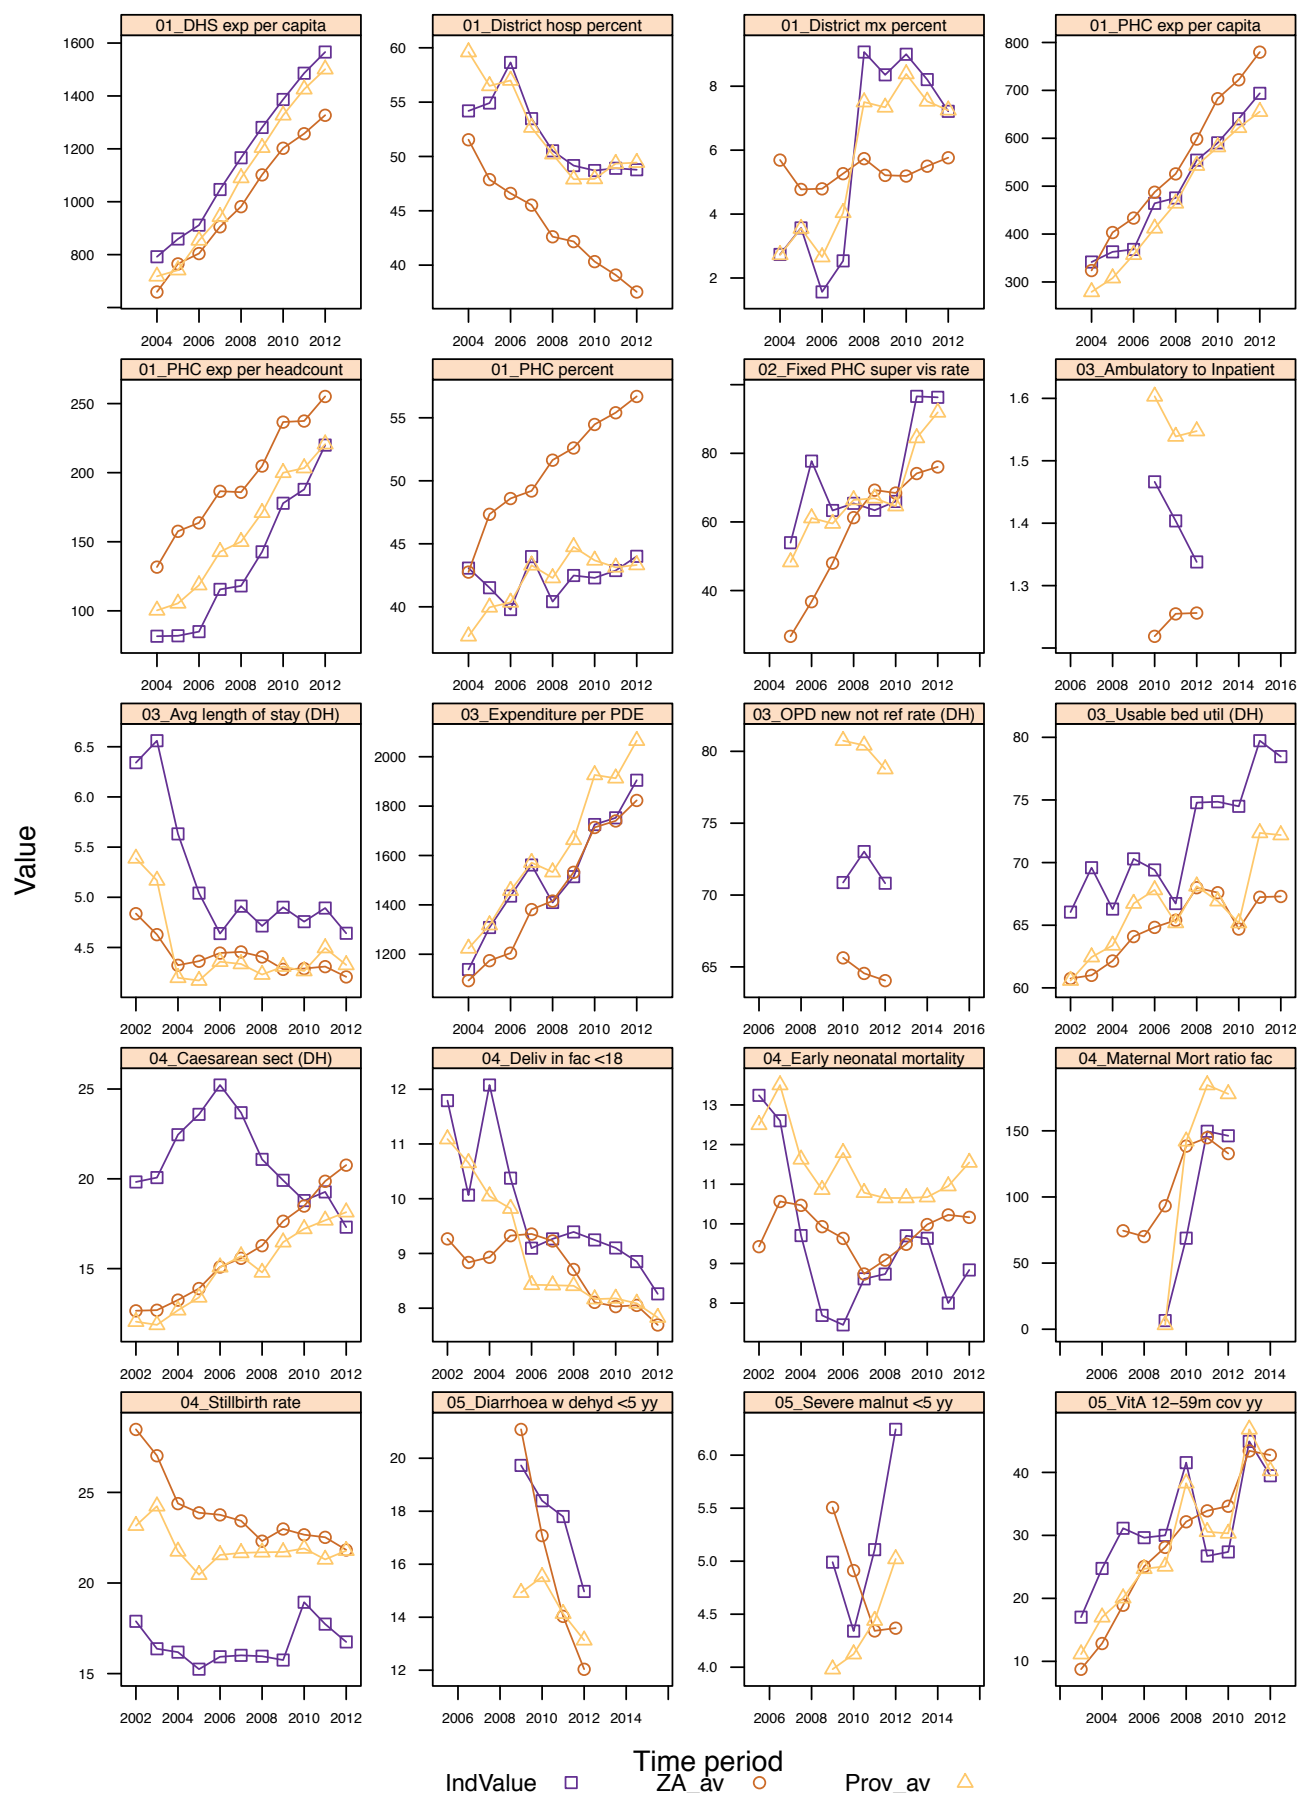 01_DHS exp per capita 01_District hosp percent 01_District mx percent 01_PHC exp per capita
1600 60 8 800
1400 55 6 700
1200 50 4 600
1000 45 2 500
800 40 400
300
2004 2006 2008 2010 2012 2004 2006 2008 2010 2012 2004 2006 2008 2010 2012 2004 2006 2008 2010 2012
01_PHC exp per headcount 01_PHC percent 02_Fixed PHC super vis rate 03_Ambulatory to Inpatient
250 55 80 1.6
200 50 60 1.5
150 45 40 1.4
100 40 1.3
2004 2006 2008 2010 2012 2004 2006 2008 2010 2012 2004 2006 2008 2010 2012 2006 2008 2010 2012 2014 2016
03_Avg length of stay (DH) 03_Expenditure per PDE 03_OPD new not ref rate (DH) 03_Usable bed util (DH)
6.5 2000 80 80
6.0 1800 75 75
5.5 1600 70 70
5.0 1400 65 65
4.5 1200 60
2002 2004 2006 2008 2010 2012 2004 2006 2008 2010 2012 2006 2008 2010 2012 2014 2016 2002 2004 2006 2008 2010 2012
Value
04_Caesarean sect (DH) 04_Deliv in fac <18 04_Early neonatal mortality 04_Maternal Mort ratio fac
25 12 13 150
20 11 12 100
15 10 11 50
9 10 0
8 9
8
2002 2004 2006 2008 2010 2012 2002 2004 2006 2008 2010 2012 2002 2004 2006 2008 2010 2012 2006 2008 2010 2012 2014
04_Stillbirth rate 05_Diarrhoea w dehyd <5 yy 05_Severe malnut <5 yy 05_VitA 12−59m cov yy
25 20 6.0 40
20 18 5.5 30
15 16 5.0 20
14 4.5 10
12 4.0
2002 2004 2006 2008 2010 2012 2006 2008 2010 2012 2014 2006 2008 2010 2012 2014 2004 2006 2008 2010 2012
Time period
IndValue ZA_av Prov_av